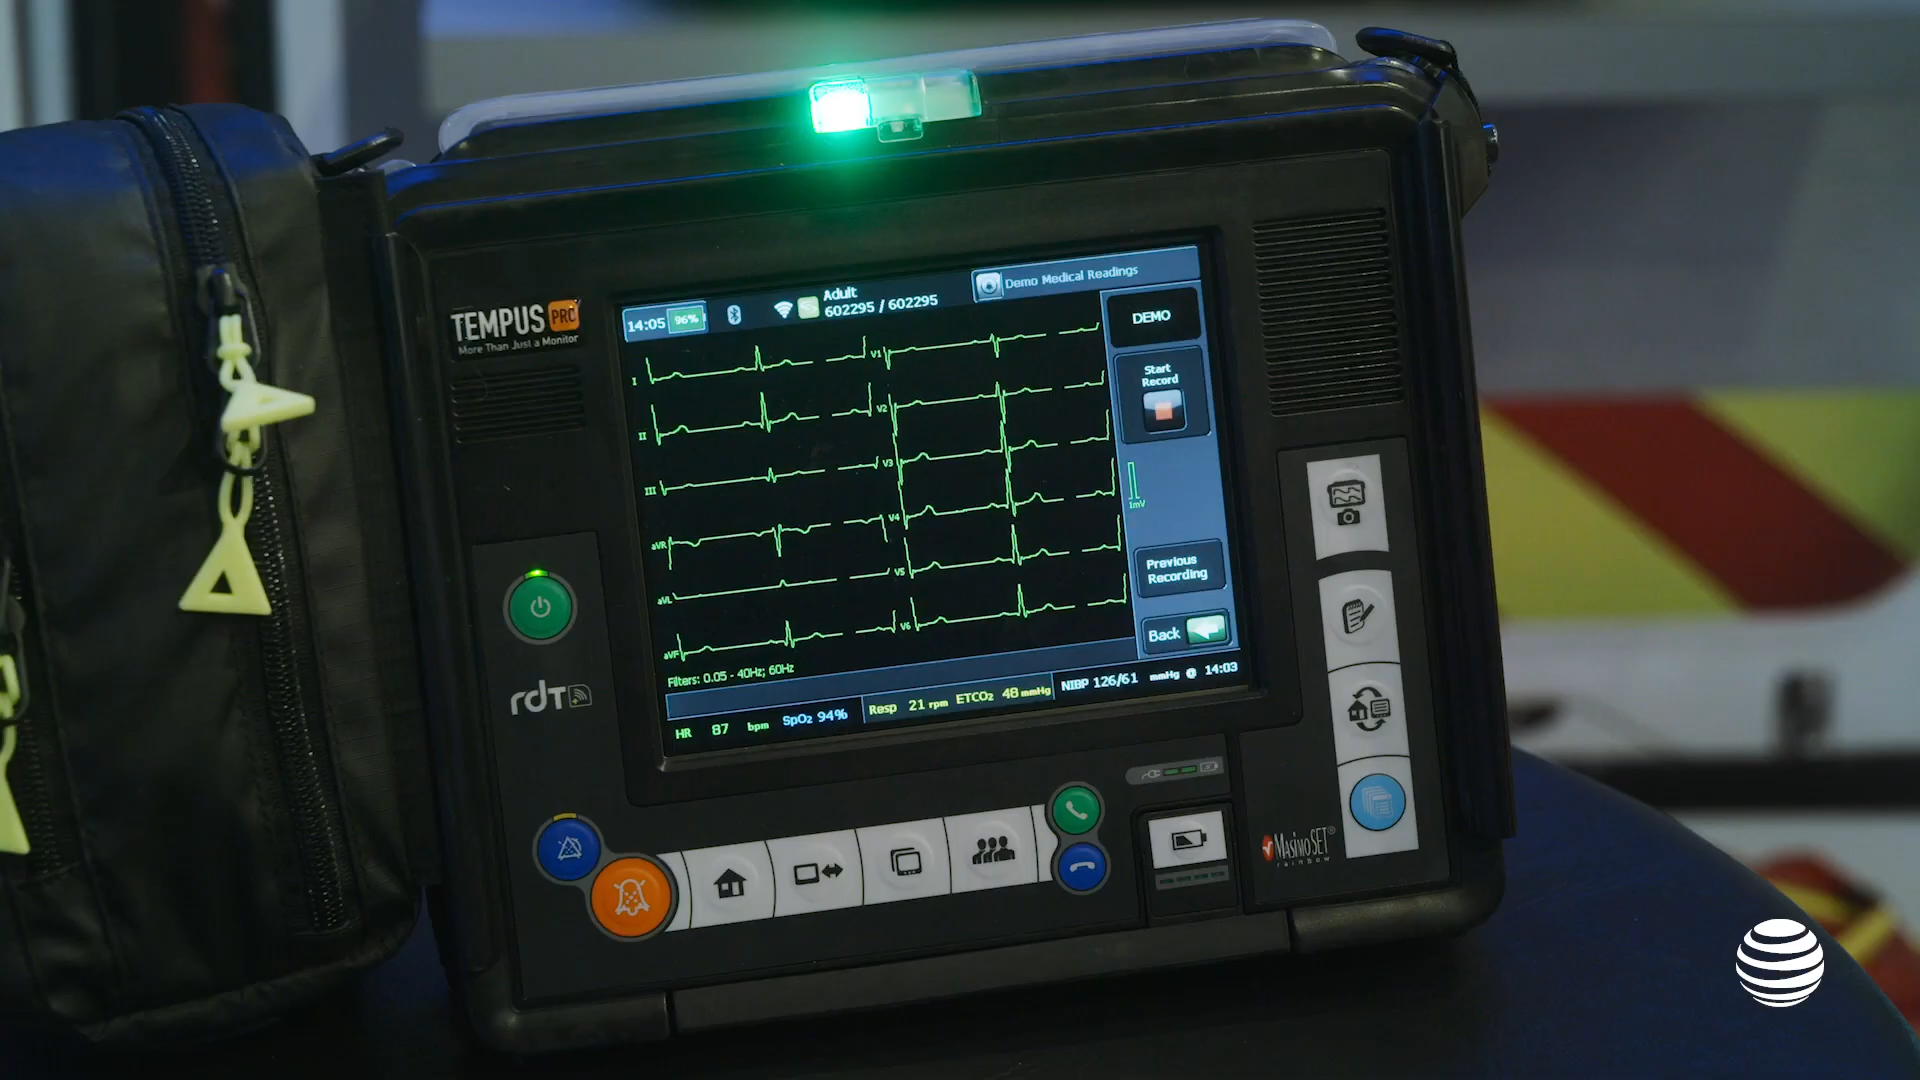 TEMPUS PRO
More Than Just a Monitor
14:05 96%
Adult
602295 / 602295
Demo Medical Readings
DEMO
Start
Record
1mV
Previous
Recording
Back
I
II
III
aVR
aVL
aVF
V1
V2
V3
V4
V5
V6
Filters: 0.05 - 40Hz; 60Hz
HR 87 bpm SpO2 94% Resp 21 rpm ETCO2 48 mmHg NIBP 126/61 mmHg @ 14:03
rdt
Masimo SET®
rainbow